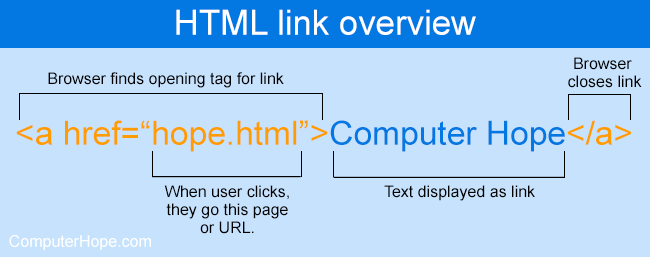 HTML link overview
Browser finds opening tag for link
Browser
closes link
<a href=“hope.html”>Computer Hope</a>
When user clicks,
they go this page
or URL.
Text displayed as link
ComputerHope.com